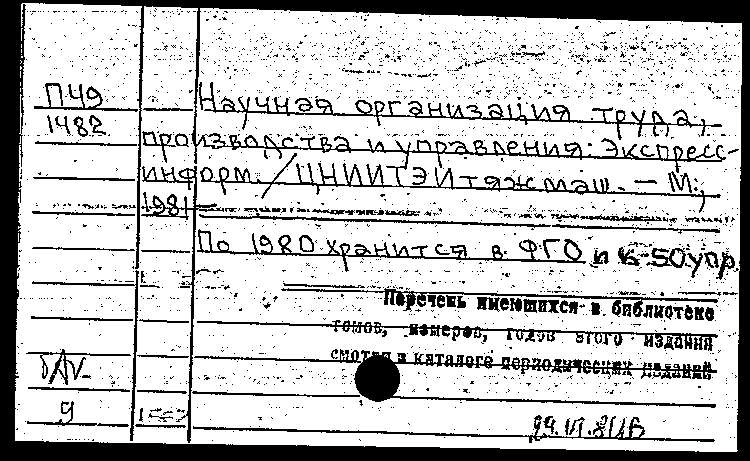 П49
1482
Научная организация труда,
производства и управления: Экспресс-
информ. / ЦНИИТЭИтяжмаш. — М.,
1981 —
По 1980 хранится в ФГО и к-50 упр
Перечень имеющихся в библиотеке
томов, номеров, годов этого издания
смотри в каталоге периодических изданий
9